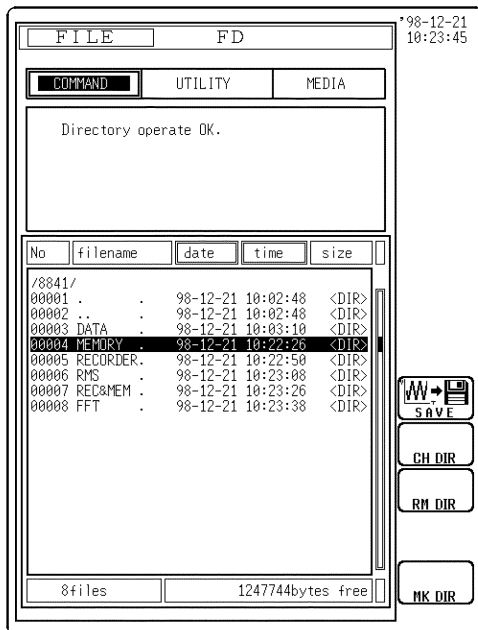 '98-12-21
10:23:45
FILE FD
COMMAND UTILITY MEDIA
Directory operate OK.
No filename date time size
/8841/
00001 . . 98-12-21 10:02:48 <DIR>
00002 .. . 98-12-21 10:02:48 <DIR>
00003 DATA . 98-12-21 10:03:10 <DIR>
00004 MEMORY . 98-12-21 10:22:26 <DIR>
00005 RECORDER. 98-12-21 10:22:50 <DIR>
00006 RMS . 98-12-21 10:23:08 <DIR>
00007 REC&MEM . 98-12-21 10:23:26 <DIR>
00008 FFT . 98-12-21 10:23:38 <DIR>
8files 1247744bytes free
SAVE
CH DIR
RM DIR
MK DIR